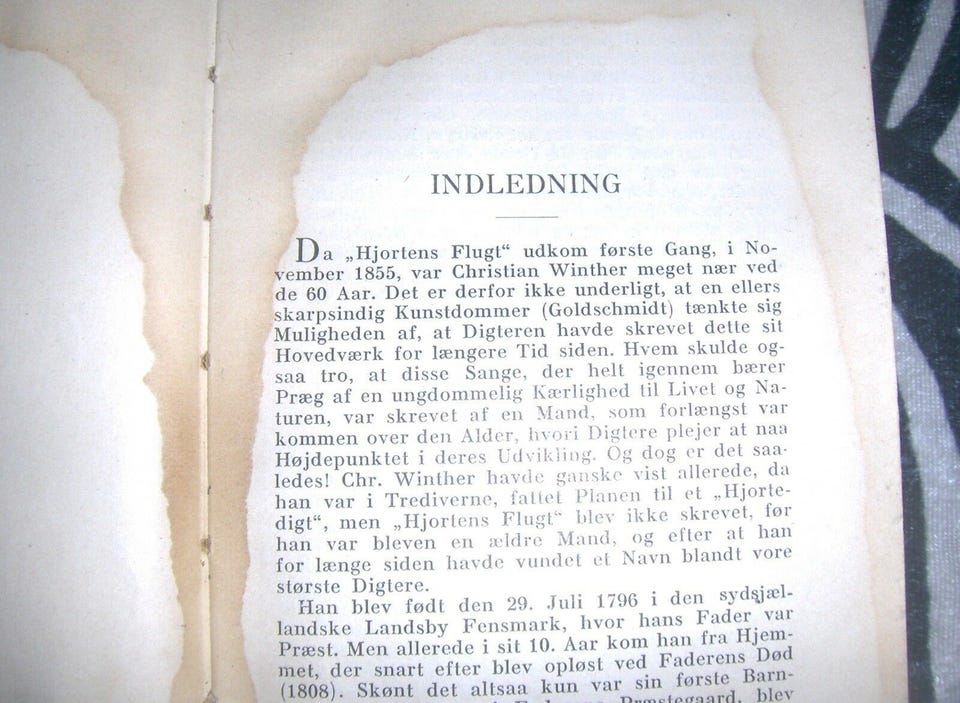 INDLEDNING
Da „Hjortens Flugt“ udkom første Gang, i No-
vember 1855, var Christian Winther meget nær ved
de 60 Aar. Det er derfor ikke underligt, at en ellers
skarpsindig Kunstdommer (Goldschmidt) tænkte sig
Muligheden af, at Digteren havde skrevet dette sit
Hovedværk for længere Tid siden. Hvem skulde og-
saa tro, at disse Sange, der helt igennem bærer
Præg af en ungdommelig Kærlighed til Livet og Na-
turen, var skrevet af en Mand, som forlængst var
kommen over den Alder, hvori Digtere plejer at naa
Højdepunktet i deres Udvikling. Og dog er det saa-
ledes! Chr. Winther havde ganske vist allerede, da
han var i Trediverne, fattet Planen til et „Hjorte-
digt“, men „Hjortens Flugt“ blev ikke skrevet, før
han var bleven en ældre Mand, og efter at han
for længe siden havde vundet et Navn blandt vore
største Digtere.
Han blev født den 29. Juli 1796 i den sydsjæl-
landske Landsby Fensmark, hvor hans Fader var
Præst. Men allerede i sit 10. Aar kom han fra Hjem-
met, der snart efter blev opløst ved Faderens Død
(1808). Skønt det altsaa kun var sin første Barn-
Præstegaard, blev